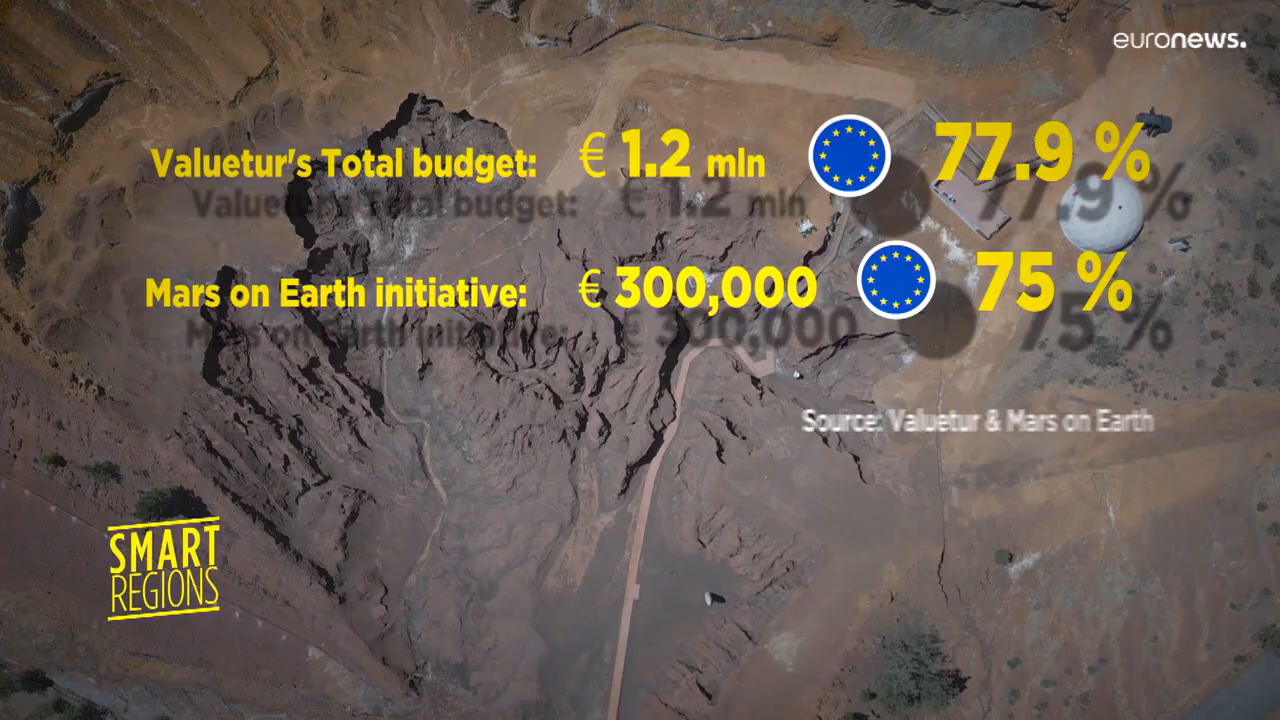 euronews.
Valuetur's Total budget: € 1.2 mln 77.9 %
Mars on Earth initiative: € 300,000 75 %
Source: Valuetur & Mars on Earth
SMART
REGIONS